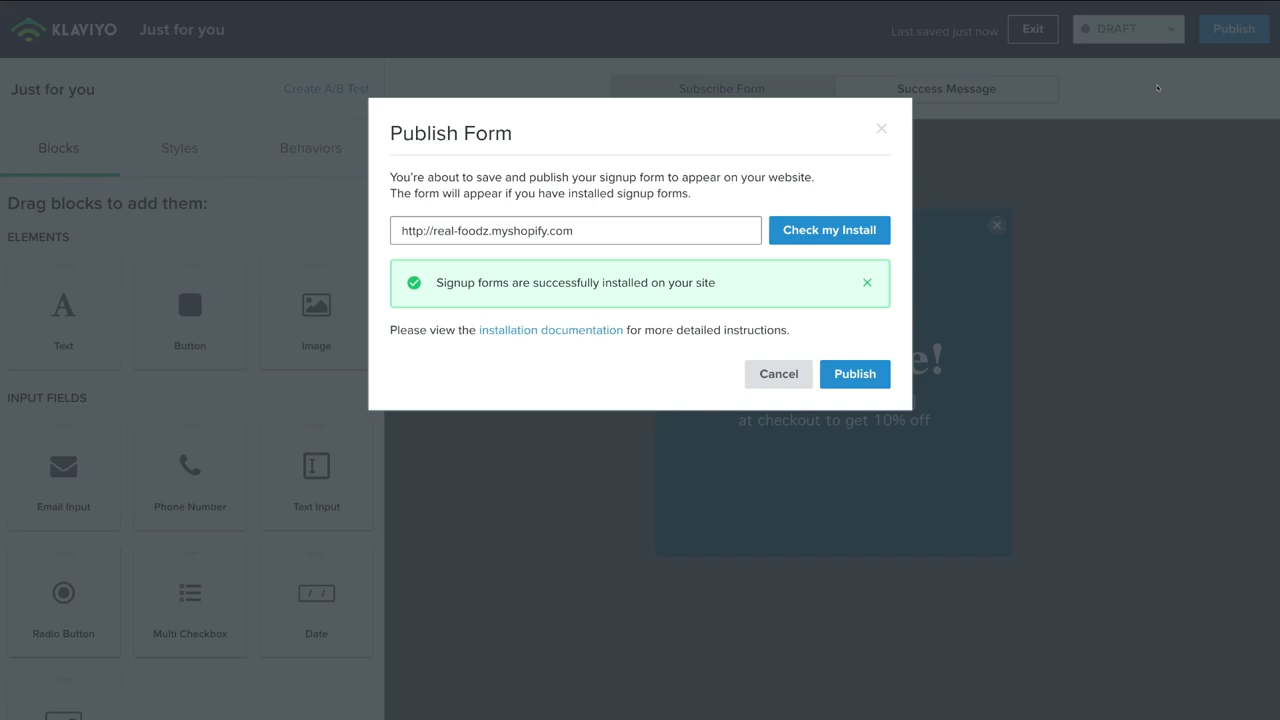 KLAVIYO
Just for you
Last saved just now
Exit
DRAFT
Publish
Just for you
Create A/B Test
Subscribe Form
Success Message
Blocks
Styles
Behaviors
Drag blocks to add them:
ELEMENTS
Text
Button
Image
INPUT FIELDS
Email Input
Phone Number
Text Input
Radio Button
Multi Checkbox
Date
Publish Form
You're about to save and publish your signup form to appear on your website.
The form will appear if you have installed signup forms.
http://real-foodz.myshopify.com
Check my Install
Signup forms are successfully installed on your site
Please view the installation documentation for more detailed instructions.
Cancel
Publish
e!
at checkout to get 10% off